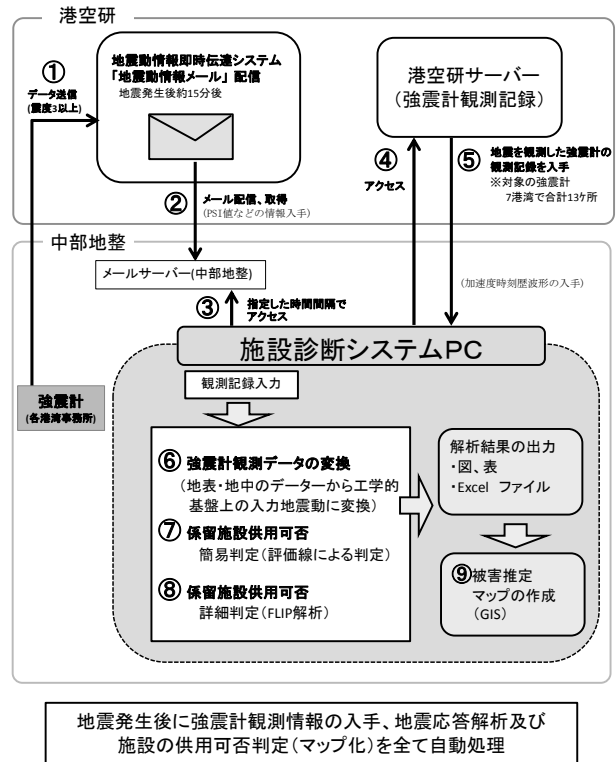 港空研
①
データ送信
(震度3以上)
地震動情報即時伝達システム
「地震動情報メール」配信
地震発生後約15分後
港空研サーバー
(強震計観測記録)
②
メール配信、取得
(PSI値などの情報入手)
④
アクセス
⑤
地震を観測した強震計の
観測記録を入手
※対象の強震計
7港湾で合計13ケ所
中部地整
メールサーバー(中部地整)
③
指定した時間間隔で
アクセス
(加速度時刻歴波形の入手)
施設診断システムPC
強震計
(各港湾事務所)
観測記録入力
⑥ 強震計観測データの変換
(地表・地中のデーターから工学的
基盤上の入力地震動に変換)
⑦ 係留施設供用可否
簡易判定(評価線による判定)
⑧ 係留施設供用可否
詳細判定(FLIP解析)
解析結果の出力
・図、表
・Excel ファイル
⑨被害推定
マップの作成
(GIS)
地震発生後に強震計観測情報の入手、地震応答解析及び
施設の供用可否判定(マップ化)を全て自動処理